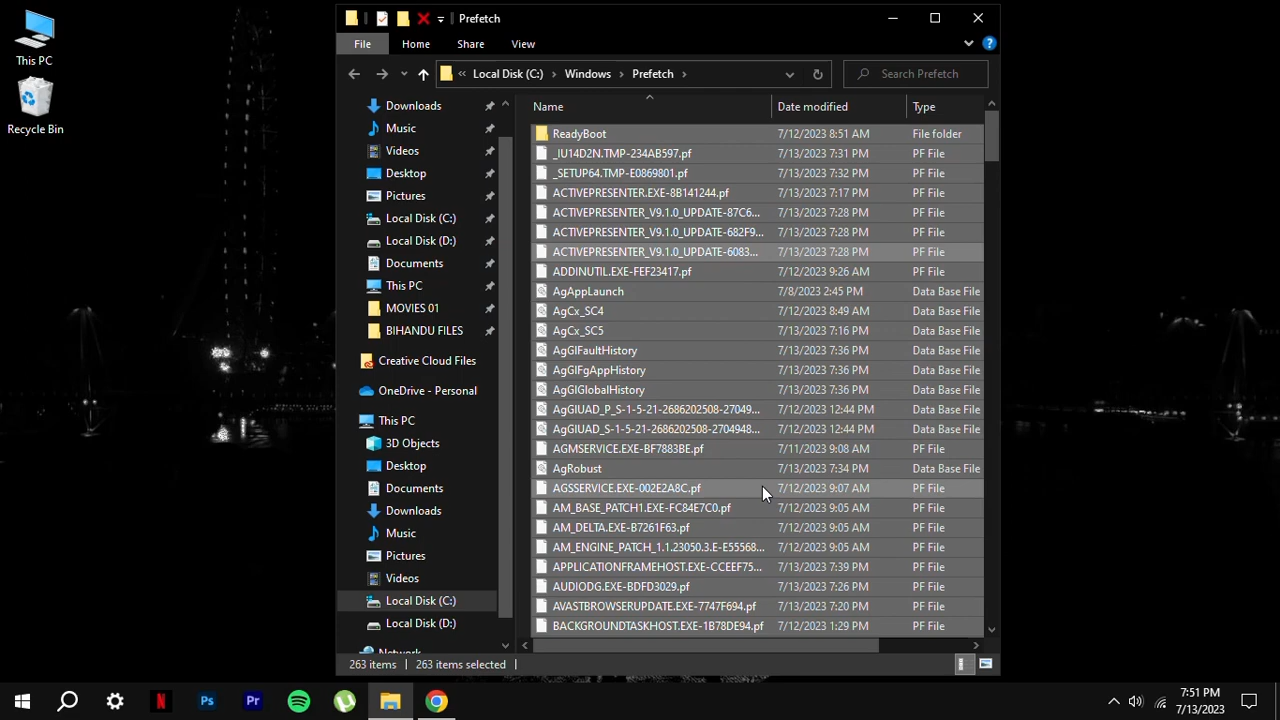 This PC
Recycle Bin
Prefetch
File Home Share View
« Local Disk (C:) › Windows › Prefetch ›
Search Prefetch
Downloads
Music
Videos
Desktop
Pictures
Local Disk (C:)
Local Disk (D:)
Documents
This PC
MOVIES 01
BIHANDU FILES
Creative Cloud Files
OneDrive - Personal
This PC
3D Objects
Desktop
Documents
Downloads
Music
Pictures
Videos
Local Disk (C:)
Local Disk (D:)
Network
Name Date modified Type
ReadyBoot 7/12/2023 8:51 AM File folder
_IU14D2N.TMP-234AB597.pf 7/13/2023 7:31 PM PF File
_SETUP64.TMP-E0869801.pf 7/13/2023 7:32 PM PF File
ACTIVEPRESENTER.EXE-8B141244.pf 7/13/2023 7:17 PM PF File
ACTIVEPRESENTER_V9.1.0_UPDATE-87C6... 7/13/2023 7:28 PM PF File
ACTIVEPRESENTER_V9.1.0_UPDATE-682F9... 7/13/2023 7:28 PM PF File
ACTIVEPRESENTER_V9.1.0_UPDATE-6083... 7/13/2023 7:28 PM PF File
ADDINUTIL.EXE-FEF23417.pf 7/12/2023 9:26 AM PF File
AgAppLaunch 7/8/2023 2:45 PM Data Base File
AgCx_SC4 7/12/2023 8:49 AM Data Base File
AgCx_SC5 7/13/2023 7:16 PM Data Base File
AgGlFaultHistory 7/13/2023 7:36 PM Data Base File
AgGlFgAppHistory 7/13/2023 7:36 PM Data Base File
AgGlGlobalHistory 7/13/2023 7:36 PM Data Base File
AgGlUAD_P_S-1-5-21-2686202508-27049... 7/12/2023 12:44 PM Data Base File
AgGlUAD_S-1-5-21-2686202508-2704948... 7/12/2023 12:44 PM Data Base File
AGMSERVICE.EXE-BF7883BE.pf 7/11/2023 9:08 AM PF File
AgRobust 7/13/2023 7:34 PM Data Base File
AGSSERVICE.EXE-002E2A8C.pf 7/12/2023 9:07 AM PF File
AM_BASE_PATCH1.EXE-FC84E7C0.pf 7/12/2023 9:05 AM PF File
AM_DELTA.EXE-B7261F63.pf 7/12/2023 9:05 AM PF File
AM_ENGINE_PATCH_1.1.23050.3.E-E55568... 7/12/2023 9:05 AM PF File
APPLICATIONFRAMEHOST.EXE-CCEEF75... 7/13/2023 7:39 PM PF File
AUDIODG.EXE-BDFD3029.pf 7/13/2023 7:26 PM PF File
AVASTBROWSERUPDATE.EXE-7747F694.pf 7/13/2023 7:20 PM PF File
BACKGROUNDTASKHOST.EXE-1B78DE94.pf 7/12/2023 1:29 PM PF File
263 items 263 items selected
N Ps Pr
7:51 PM
7/13/2023